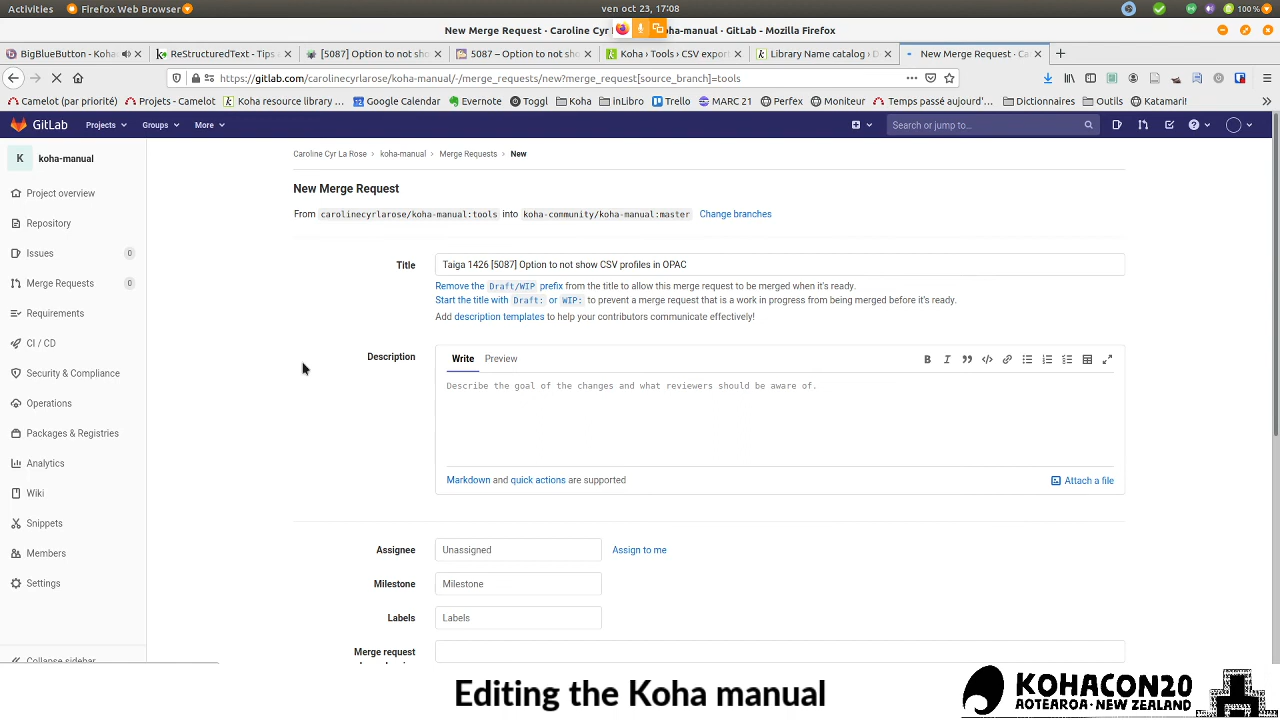 Activities Firefox Web Browser ven oct 23, 17:08 100 %
New Merge Request · Caroline Cyr oha-manual · GitLab - Mozilla Firefox
BigBlueButton - Koha ReStructuredText - Tips [5087] Option to not sh 5087 – Option to not sh Koha › Tools › CSV expor Library Name catalog › D New Merge Request · Ca
https://gitlab.com/carolinecyrlarose/koha-manual/-/merge_requests/new?merge_request[source_branch]=tools
Camelot (par priorité) Projets - Camelot Koha resource library ... Google Calendar Evernote Toggl Koha inLibro Trello MARC 21 Perfex Moniteur Temps passé aujourd'... Dictionnaires Outils Katamari!
GitLab Projects Groups More Search or jump to...
K koha-manual
Caroline Cyr La Rose › koha-manual › Merge Requests › New
Project overview
New Merge Request
Repository
From carolinecyrlarose/koha-manual:tools into koha-community/koha-manual:master Change branches
Issues 0
Title Taiga 1426 [5087] Option to not show CSV profiles in OPAC
Merge Requests 0
Remove the Draft/WIP prefix from the title to allow this merge request to be merged when it's ready.
Start the title with Draft: or WIP: to prevent a merge request that is a work in progress from being merged before it's ready.
Requirements
Add description templates to help your contributors communicate effectively!
CI / CD
Description Write Preview
Security & Compliance
Describe the goal of the changes and what reviewers should be aware of.
Operations
Packages & Registries
Analytics
Markdown and quick actions are supported Attach a file
Wiki
Snippets
Members
Assignee Unassigned Assign to me
Settings
Milestone Milestone
Labels Labels
Merge request
Collapse sidebar
Editing the Koha manual
KOHACON20
AOTEAROA · NEW ZEALAND